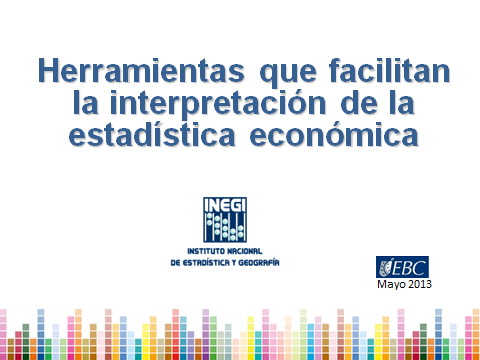 Herramientas que facilitan
la interpretación de la
estadística económica
INEGI
INSTITUTO NACIONAL
DE ESTADÍSTICA Y GEOGRAFÍA
EBC
Mayo 2013